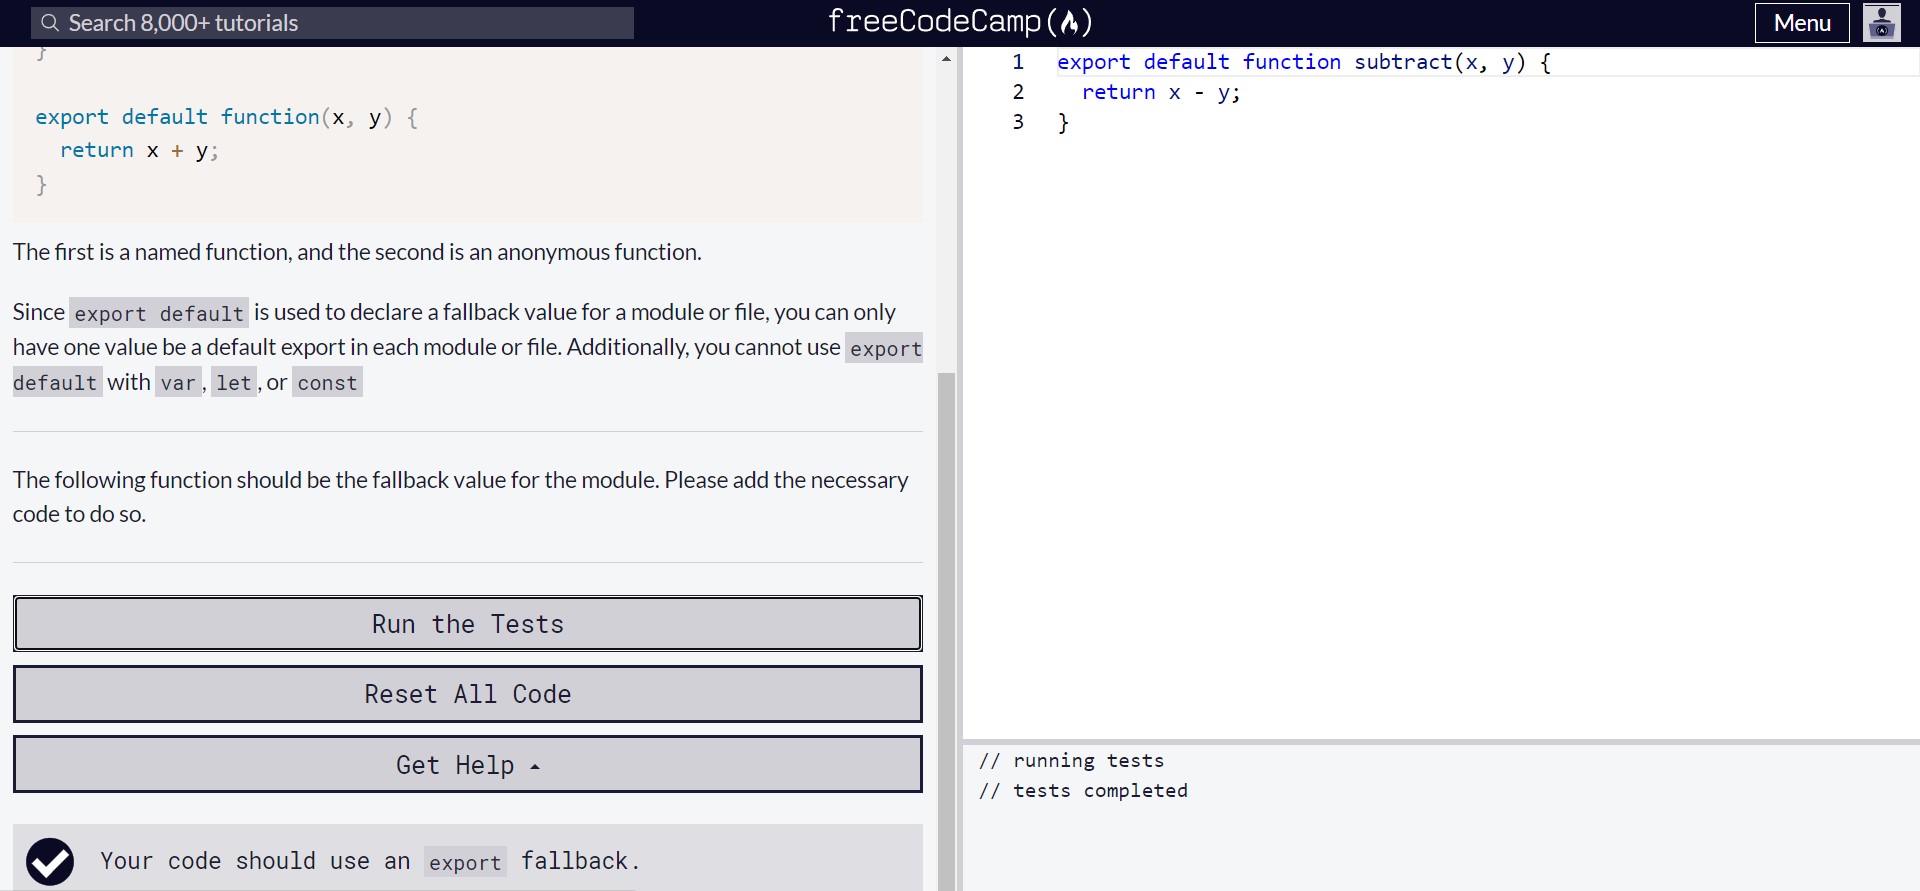 Search 8,000+ tutorials
freeCodeCamp(🔥)
Menu
}
export default function(x, y) {
  return x + y;
}
The first is a named function, and the second is an anonymous function.
Since export default is used to declare a fallback value for a module or file, you can only
have one value be a default export in each module or file. Additionally, you cannot use export
default with var, let, or const
The following function should be the fallback value for the module. Please add the necessary
code to do so.
Run the Tests
Reset All Code
Get Help
Your code should use an export fallback.
1 export default function subtract(x, y) {
2   return x - y;
3 }
// running tests
// tests completed